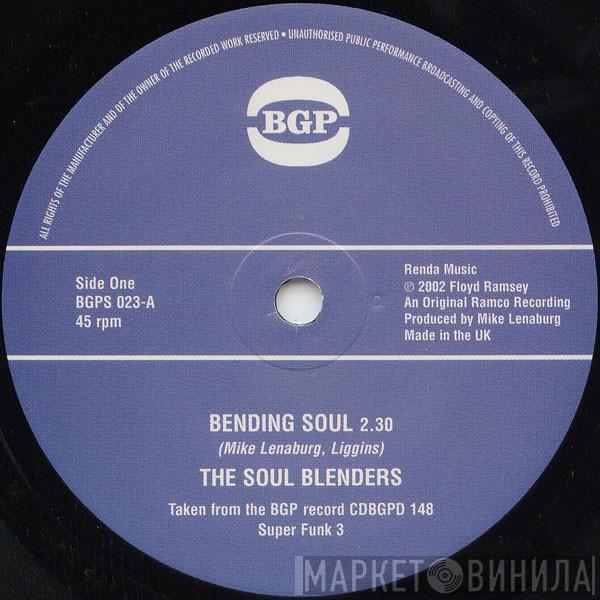 ALL RIGHTS OF THE MANUFACTURER AND OF THE OWNER OF THE RECORDED WORK RESERVED • UNAUTHORISED PUBLIC PERFORMANCE BROADCASTING AND COPYING OF THIS RECORD PROHIBITED
BGP
Side One
BGPS 023-A
45 rpm
Renda Music
℗ 2002 Floyd Ramsey
An Original Ramco Recording
Produced by Mike Lenaburg
Made in the UK
BENDING SOUL 2.30
(Mike Lenaburg, Liggins)
THE SOUL BLENDERS
Taken from the BGP record CDBGPD 148
Super Funk 3
МАРКЕТ ВИНИЛА